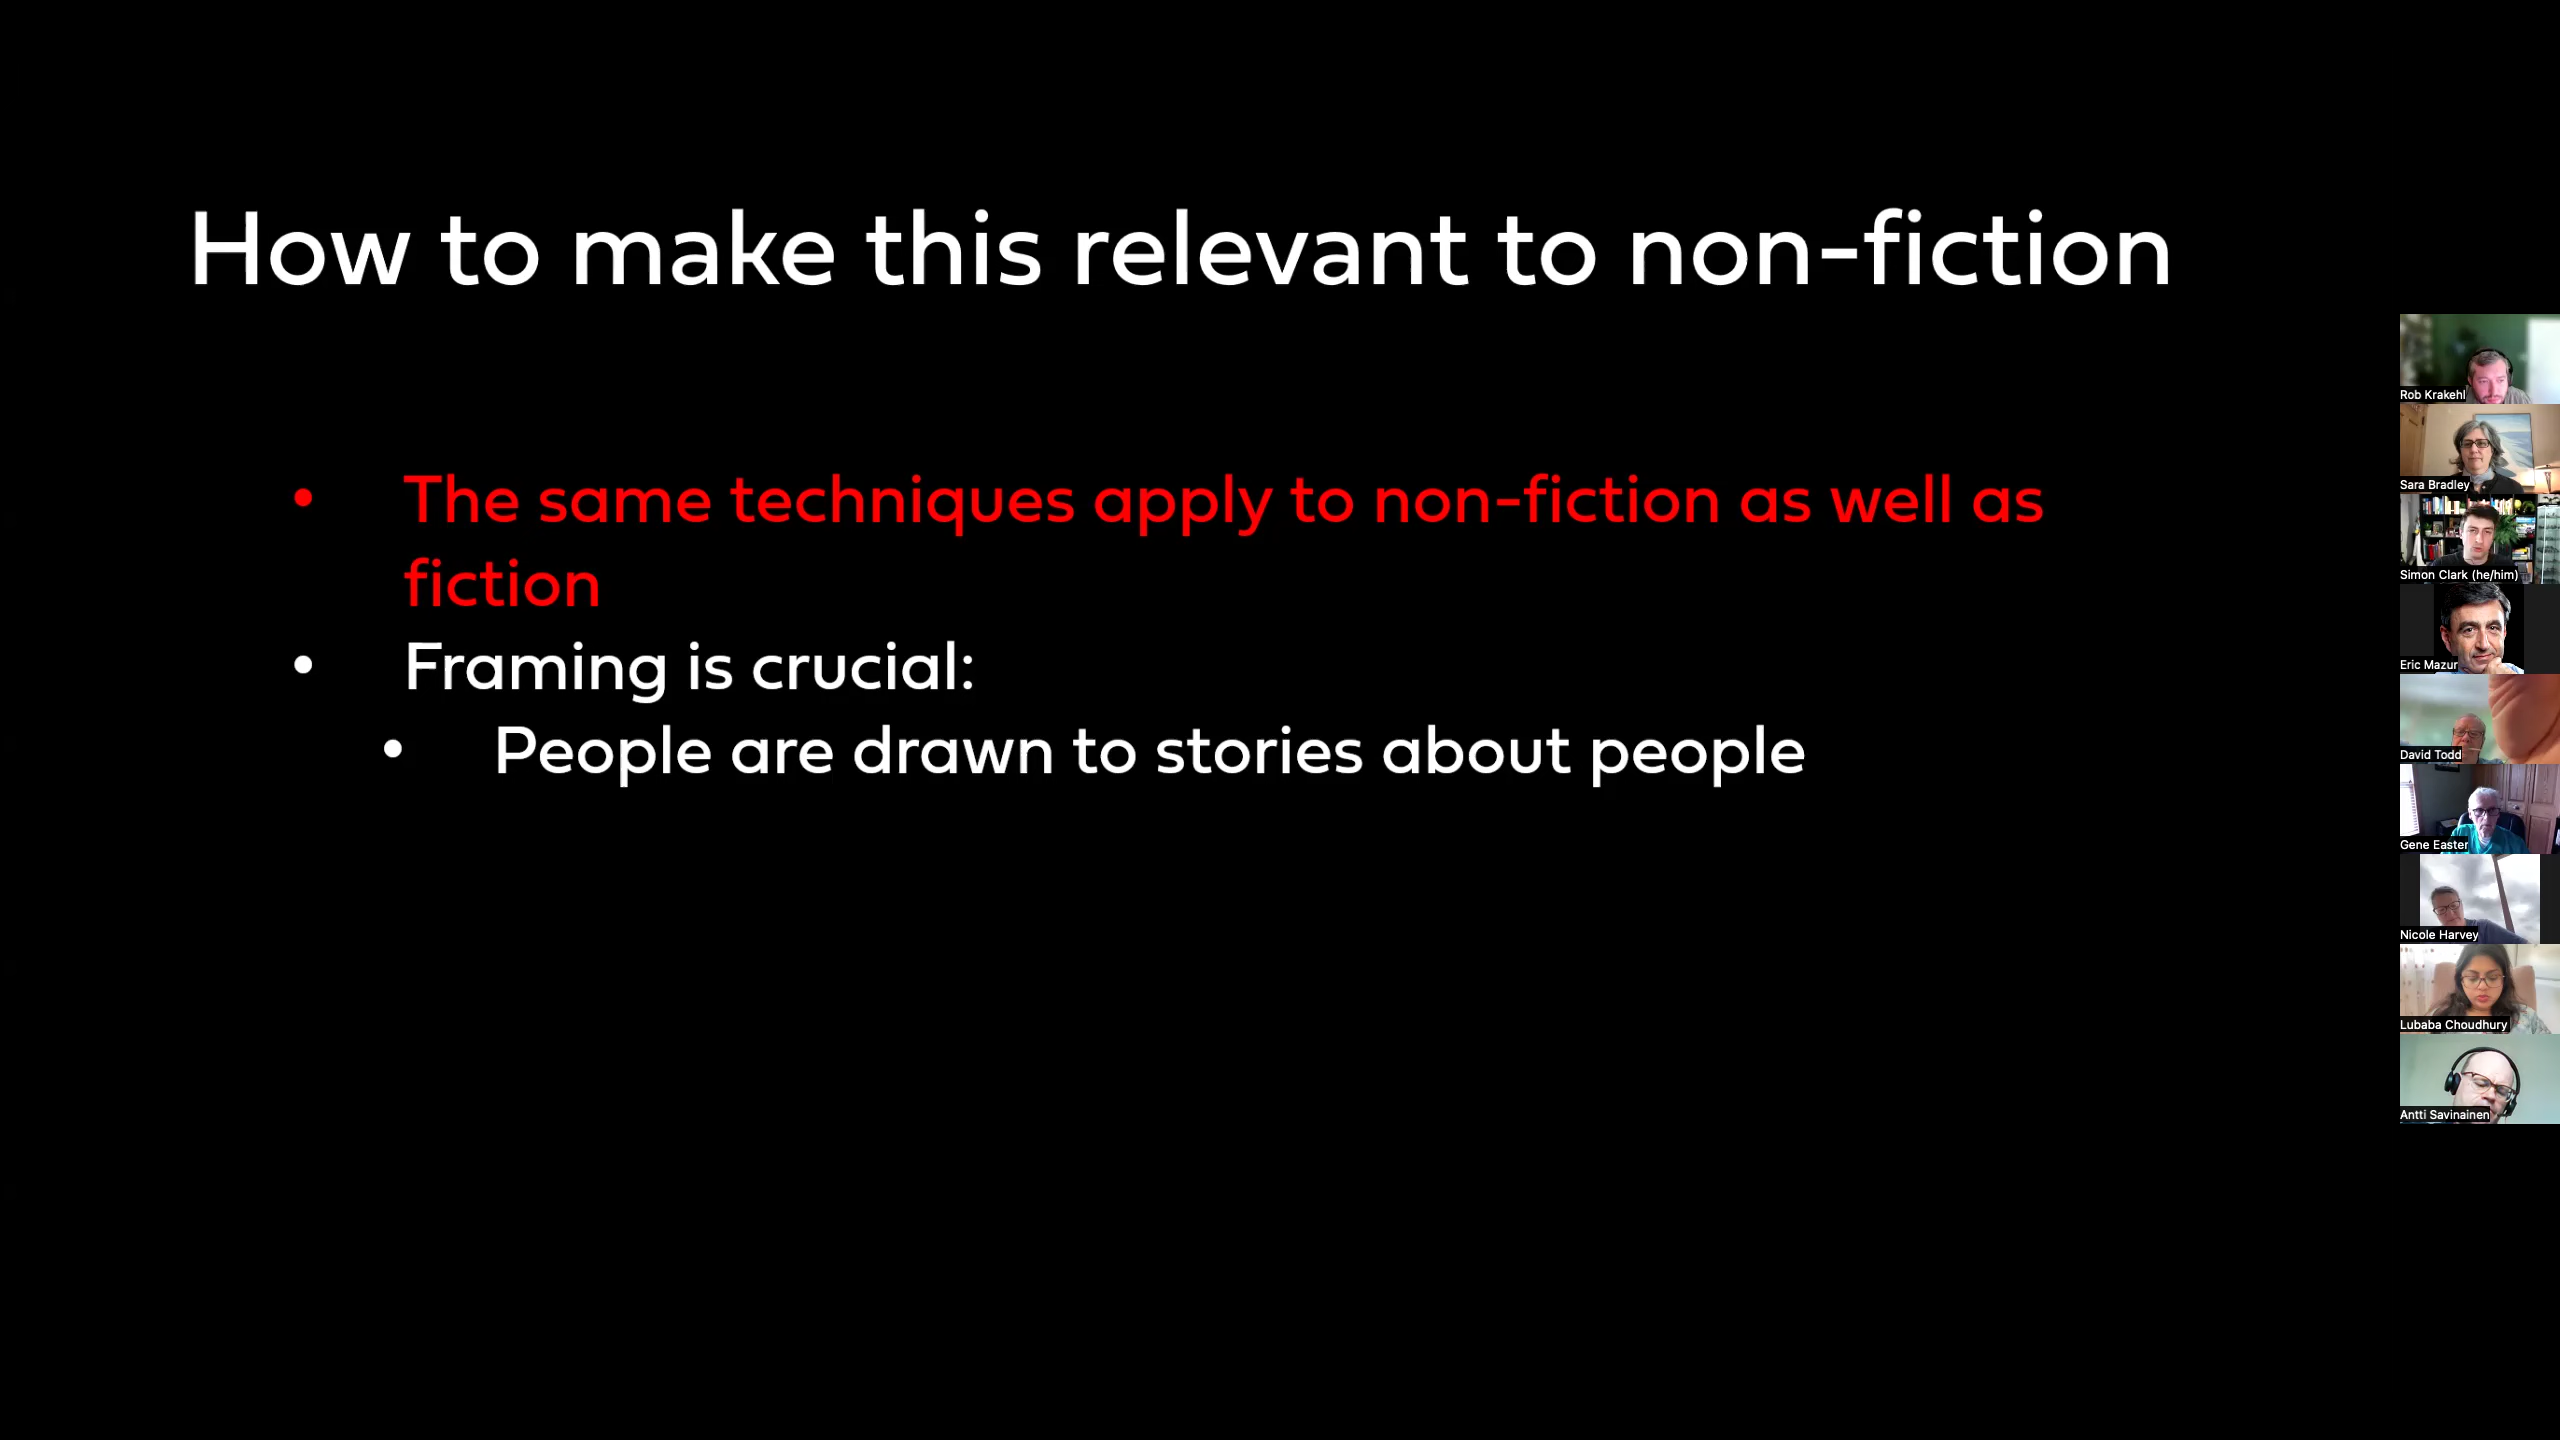 How to make this relevant to non-fiction
• The same techniques apply to non-fiction as well as
fiction
• Framing is crucial:
• People are drawn to stories about people
Rob Krakehl
Sara Bradley
Simon Clark (he/him)
Eric Mazur
David Todd
Gene Easter
Nicole Harvey
Lubaba Choudhury
Antti Savinainen